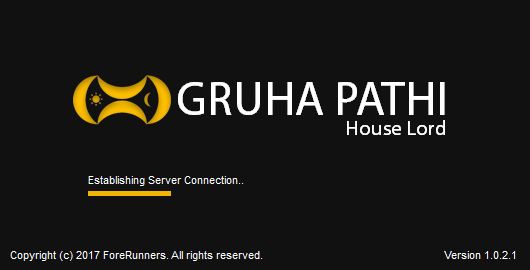 GRUHA PATHI
House Lord
Establishing Server Connection..
Copyright (c) 2017 ForeRunners. All rights reserved.
Version 1.0.2.1